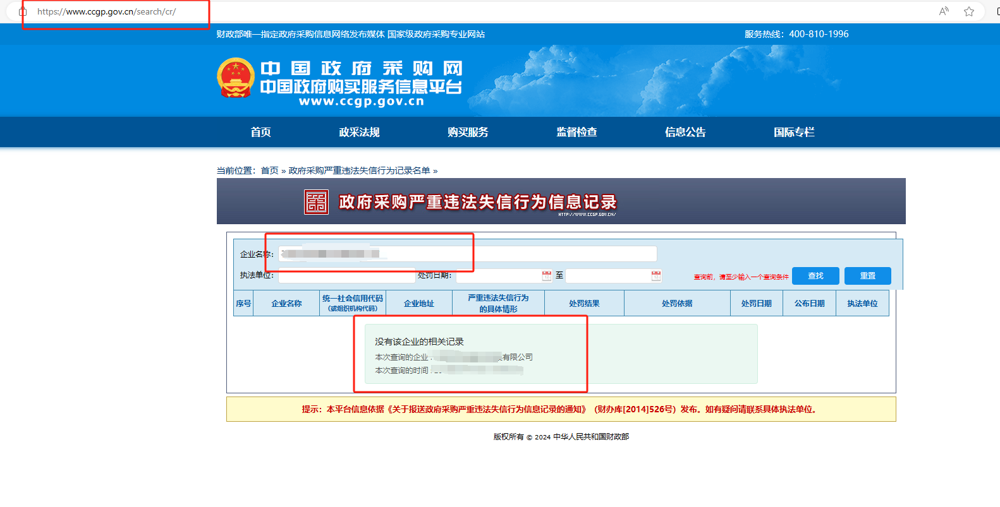 https://www.ccgp.gov.cn/search/cr/
财政部唯一指定政府采购信息网络发布媒体 国家级政府采购专业网站
服务热线：400-810-1996
中国政府采购网
中国政府购买服务信息平台
www.ccgp.gov.cn
首页 政采法规 购买服务 监督检查 信息公告 国际专栏
当前位置：首页 » 政府采购严重违法失信行为记录名单 »
政府采购严重违法失信行为信息记录
HTTP://WWW.CCGP.GOV.CN/
企业名称：
执法单位： 处罚日期： 至 查询前，请至少输入一个查询条件 查找 重置
序号 企业名称 统一社会信用代码 (或组织机构代码) 企业地址 严重违法失信行为 的具体情形 处罚结果 处罚依据 处罚日期 公布日期 执法单位
没有该企业的相关记录
本次查询的企业： 有限公司
本次查询的时间：
提示：本平台信息依据《关于报送政府采购严重违法失信行为信息记录的通知》（财办库[2014]526号）发布。如有疑问请联系具体执法单位。
版权所有 © 2024 中华人民共和国财政部